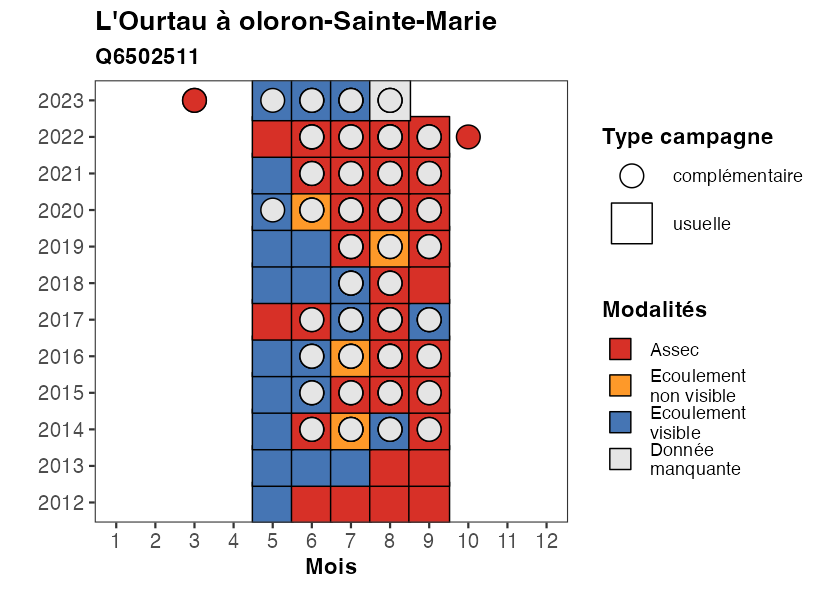 L'Ourtau à oloron-Sainte-Marie
Q6502511
2023
2022
2021
2020
2019
2018
2017
2016
2015
2014
2013
2012
1 2 3 4 5 6 7 8 9 10 11 12
Mois
Type campagne
complémentaire
usuelle
Modalités
Assec
Ecoulement
non visible
Ecoulement
visible
Donnée
manquante